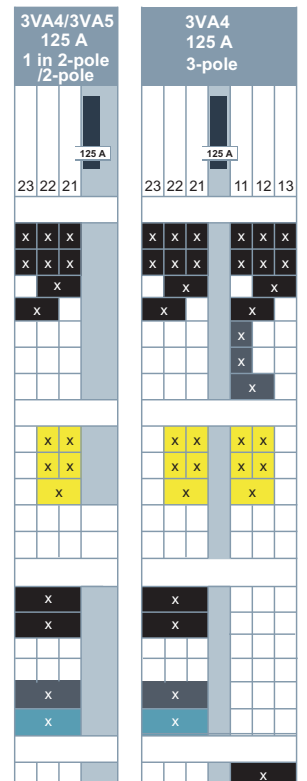 3VA4/3VA5
125 A
1 in 2-pole
/2-pole
3VA4
125 A
3-pole
125 A 125 A
23 22 21 23 22 21 11 12 13
x x x x x x x x x
x x x x x x x x x
x x x
x x x
x
x
x
x x x x x x
x x x x x x
x x x
x x
x x
x x
x x
x